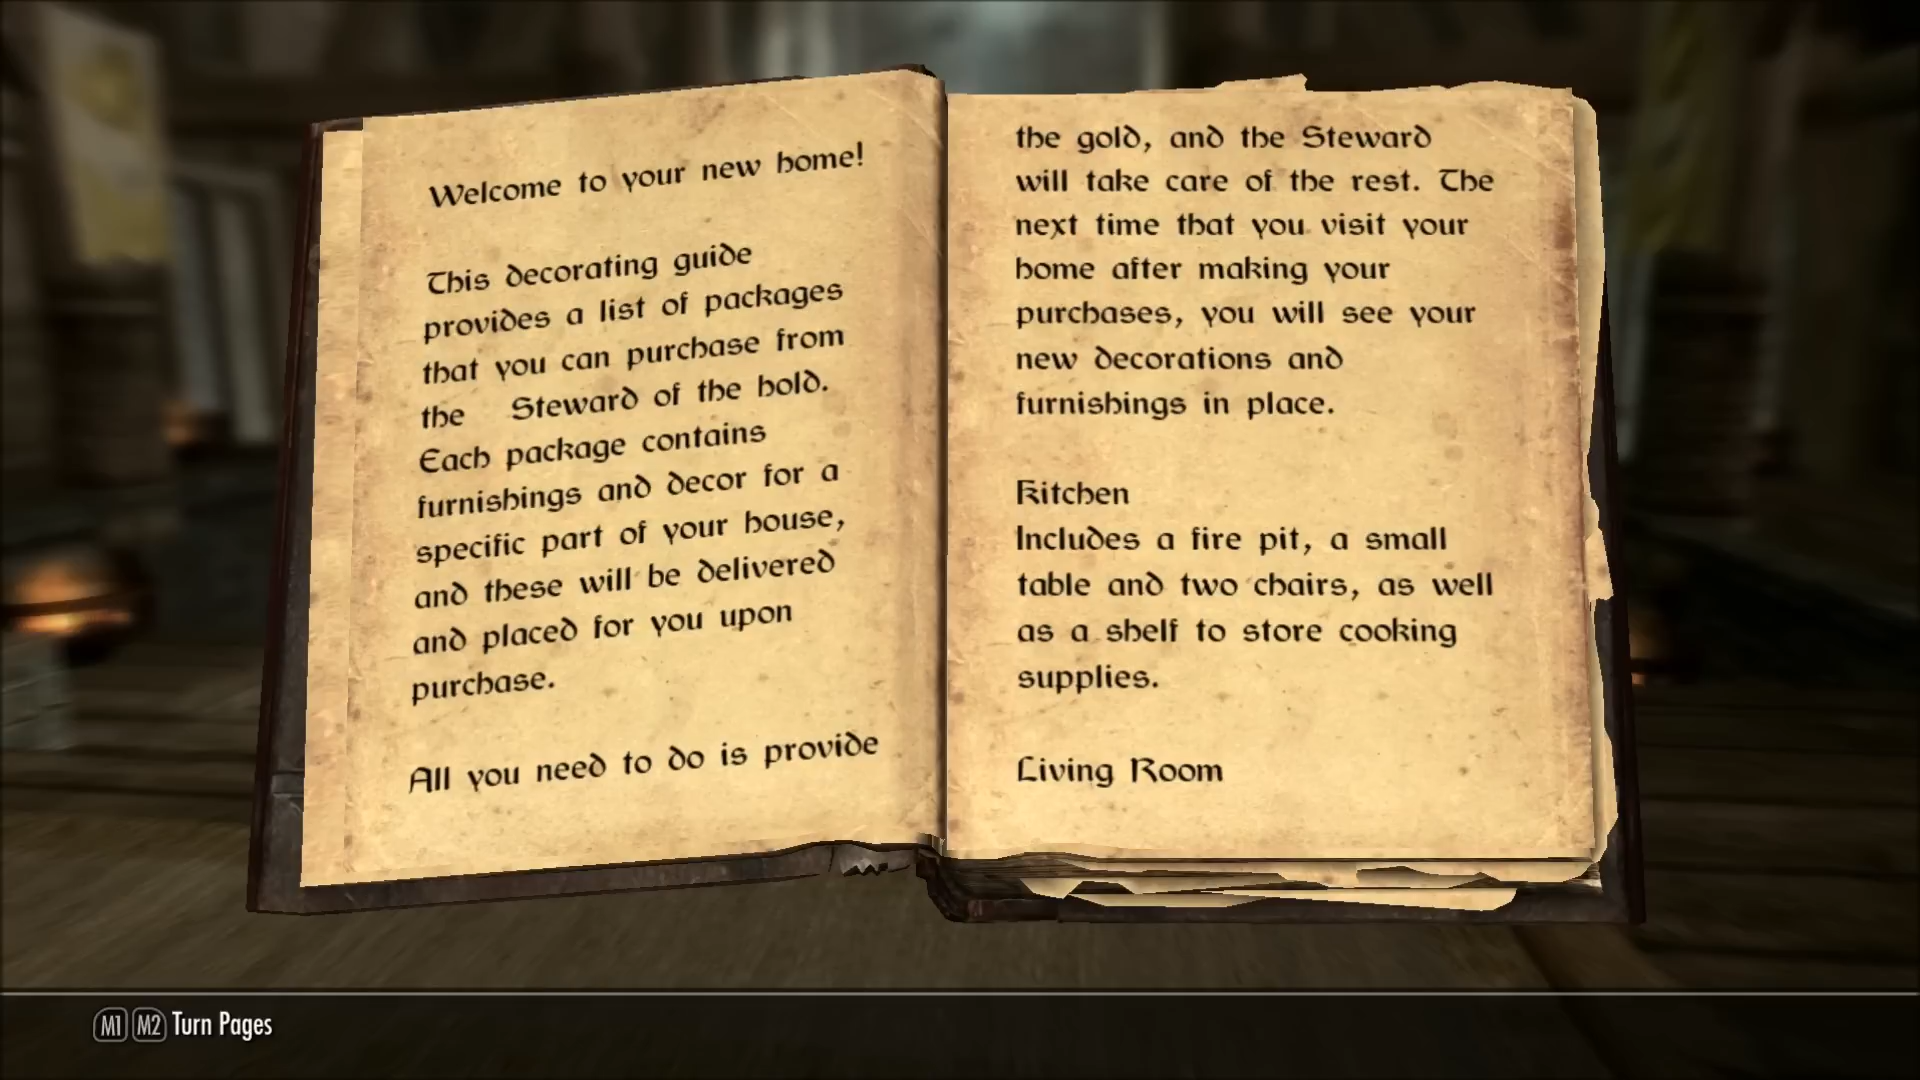 Welcome to your new home!
This decorating guide
provides a list of packages
that you can purchase from
the Steward of the hold.
Each package contains
furnishings and decor for a
specific part of your house,
and these will be delivered
and placed for you upon
purchase.
All you need to do is provide
the gold, and the Steward
will take care of the rest. The
next time that you visit your
home after making your
purchases, you will see your
new decorations and
furnishings in place.
Kitchen
Includes a fire pit, a small
table and two chairs, as well
as a shelf to store cooking
supplies.
Living Room
M1 M2 Turn Pages